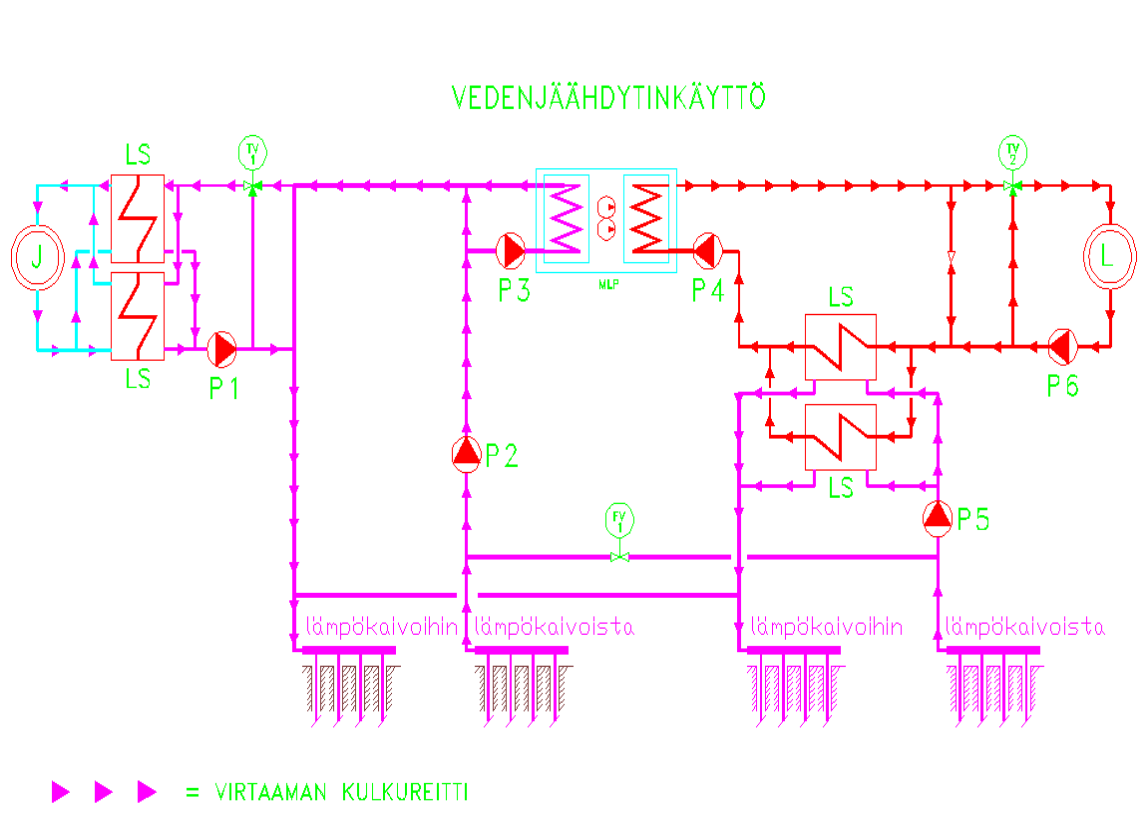 VEDENJÄÄHDYTINKÄYTTÖ
TV
1
TV
2
LS
J
LS
P1
P3
MLP
P4
L
LS
P6
P2
LS
FV
1
P5
lämpökaivoihin
lämpökaivoista
lämpökaivoihin
lämpökaivoista
= VIRTAAMAN KULKUREITTI